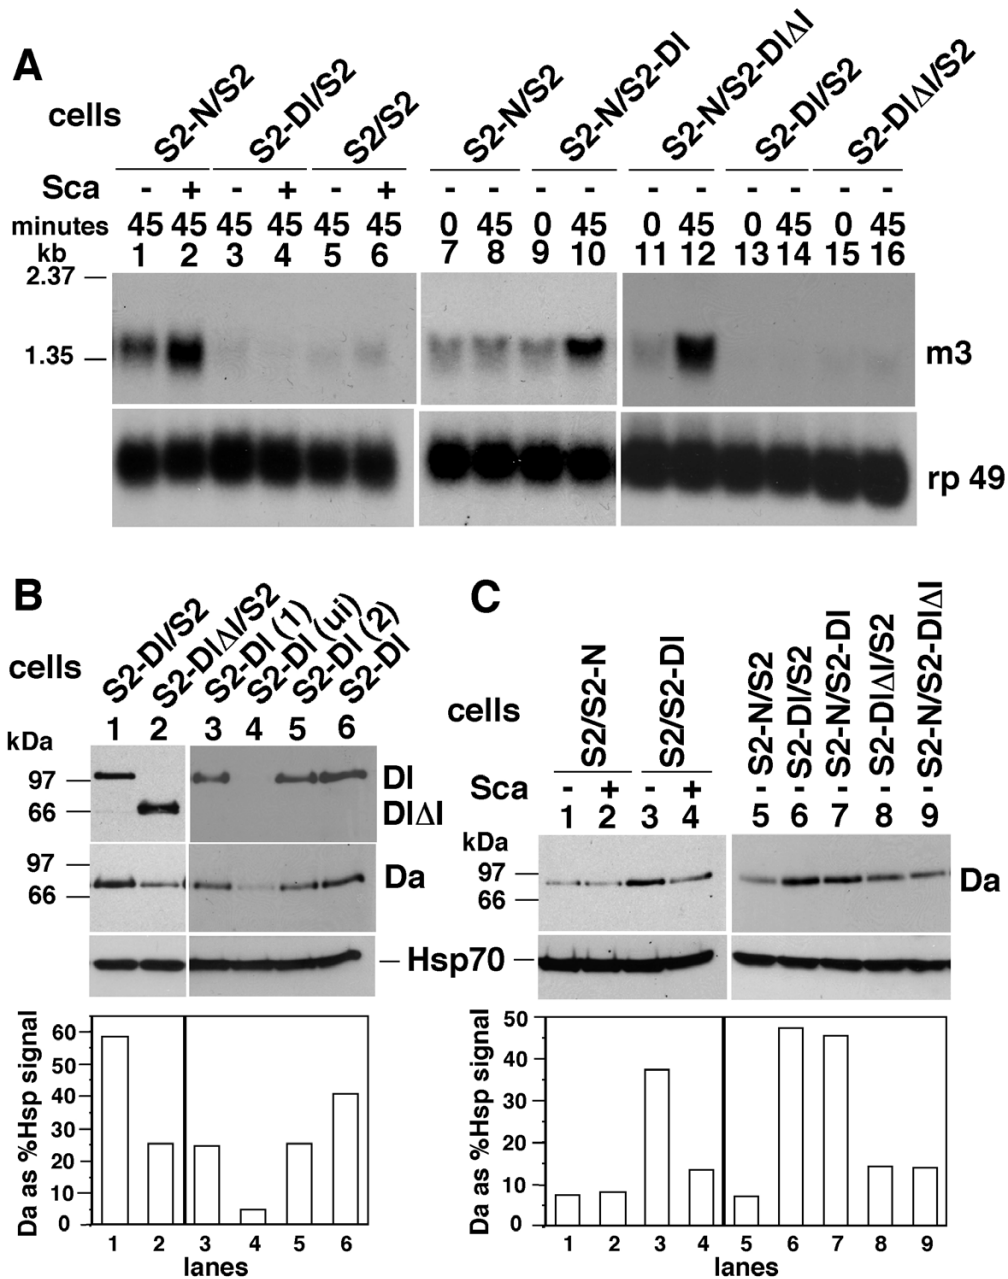 A
cells
S2-N/S2
S2-Dl/S2
S2/S2
S2-N/S2
S2-N/S2-Dl
S2-N/S2-DlΔI
S2-Dl/S2
S2-DlΔI/S2
Sca - + - + - + - - - - - - - - - -
minutes 45 45 45 45 45 45 0 45 0 45 0 45 0 45 0 45
kb 1 2 3 4 5 6 7 8 9 10 11 12 13 14 15 16
2.37
1.35
m3
rp 49
B
cells
S2-Dl/S2
S2-DlΔI/S2
S2-Dl (1)
S2-Dl (ui)
S2-Dl (2)
S2-Dl
1 2 3 4 5 6
kDa
97
66
Dl
DlΔI
97
66
Da
Hsp70
Da as %Hsp signal
60
50
40
30
20
10
0
1 2 3 4 5 6
lanes
C
cells
S2/S2-N
S2/S2-Dl
S2-N/S2
S2-Dl/S2
S2-N/S2-Dl
S2-DlΔI/S2
S2-N/S2-DlΔI
Sca - + - + - - - - -
1 2 3 4 5 6 7 8 9
kDa
97
66
Da
Da as %Hsp signal
50
40
30
20
10
0
1 2 3 4 5 6 7 8 9
lanes